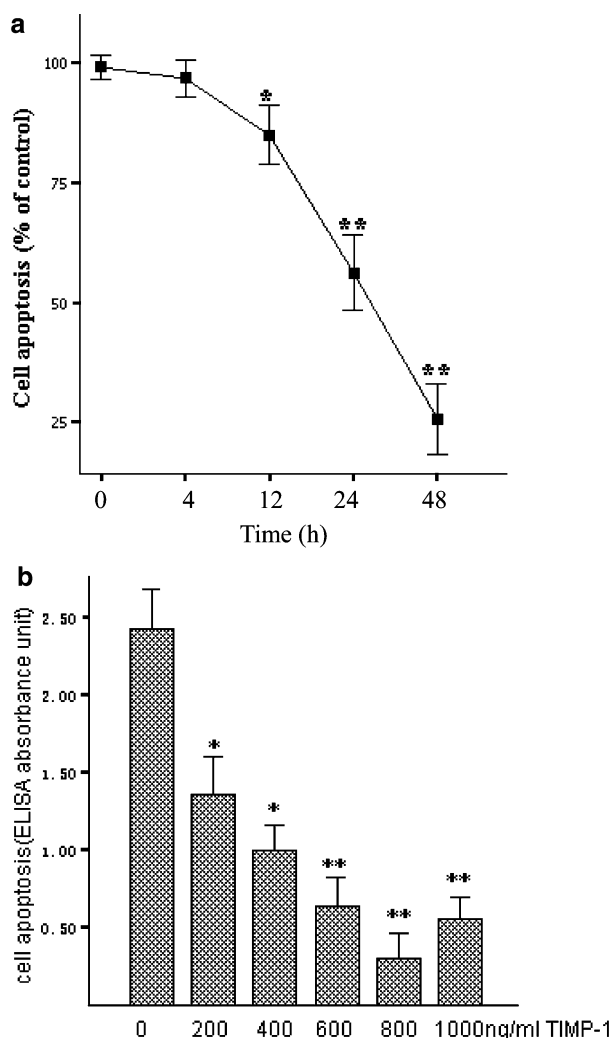 a
Cell apoptosis (% of control)
100
75
50
25
*
**
**
0 4 12 24 48
Time (h)
b
cell apoptosis(ELISA absorbance unit)
2.50
2.00
1.50
1.00
0.50
*
*
**
**
**
0 200 400 600 800 1000ng/ml TIMP-1